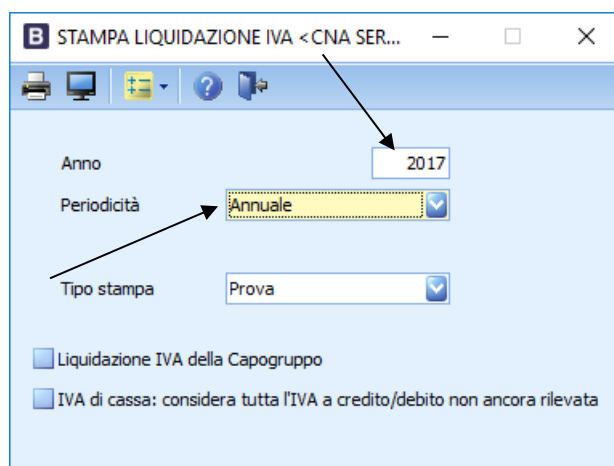 B STAMPA LIQUIDAZIONE IVA <CNA SER...
?
Anno 2017
Periodicità Annuale
Tipo stampa Prova
Liquidazione IVA della Capogruppo
IVA di cassa: considera tutta l'IVA a credito/debito non ancora rilevata